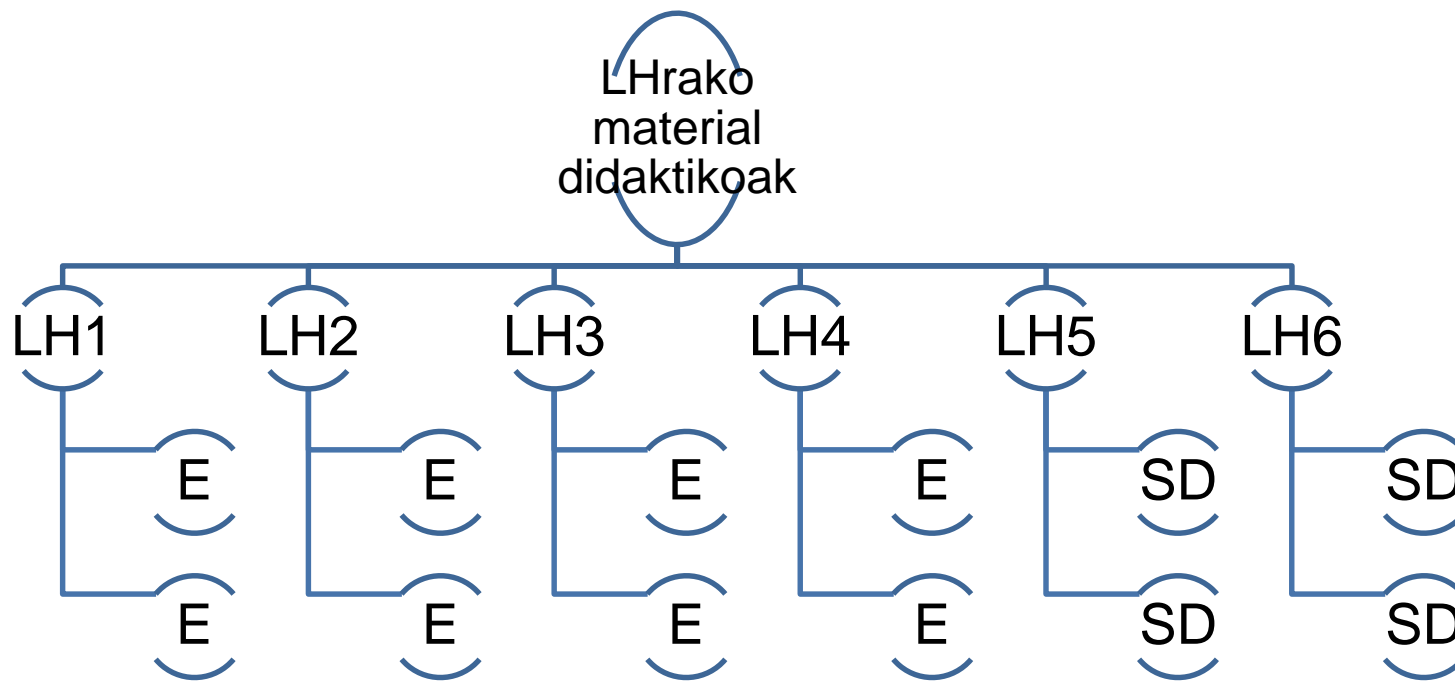 LHrako
material
didaktikoak
LH1 LH2 LH3 LH4 LH5 LH6
E E E E SD SD
E E E E SD SD